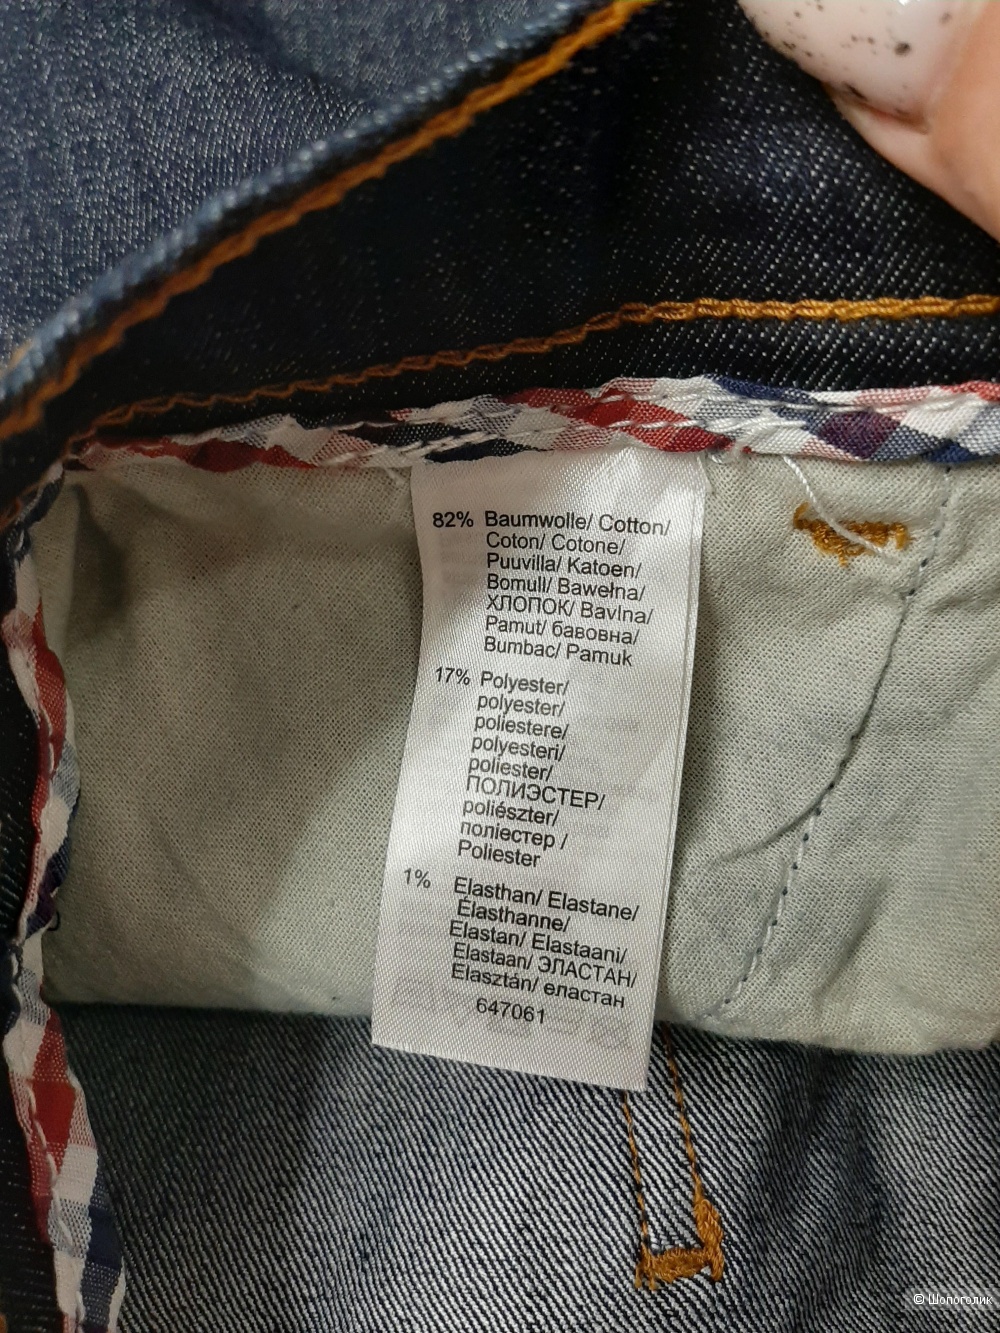 82% Baumwolle/ Cotton/
Coton/ Cotone/
Puuvilla/ Katoen/
Bomull/ Bawełna/
ХЛОПОК/ Bavlna/
Pamut/ бавовна/
Bumbac/ Pamuk
17% Polyester/
polyester/
poliestere/
polyesteri/
poliester/
ПОЛИЭСТЕР/
poliészter/
поліестер /
Poliester
1% Elasthan/ Elastane/
Élasthanne/
Elastan/ Elastaani/
Elastaan/ ЭЛАСТАН/
Elasztán/ еластан
647061
© Шопоголик